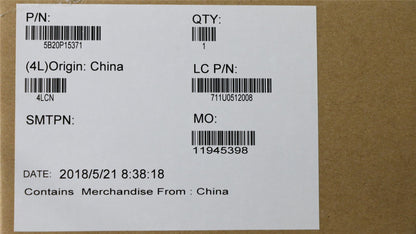 P/N:
5B20P15371
QTY:
1
(4L)Origin: China
4LCN
LC P/N:
711U0512008
SMTPN:
MO:
11945398
DATE: 2018/5/21 8:38:18
Contains Merchandise From : China